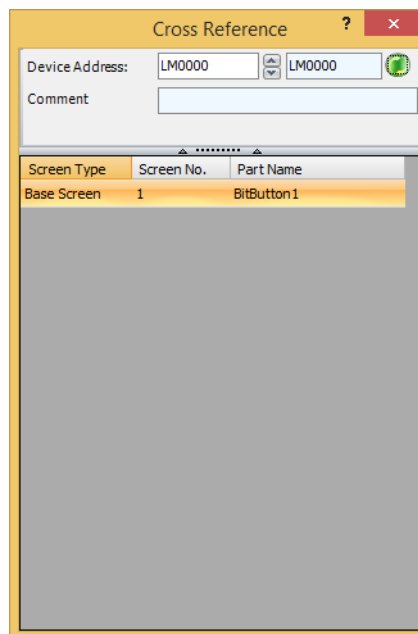 Cross Reference ? ×
Device Address: LM0000 LM0000
Comment
Screen Type Screen No. Part Name
Base Screen 1 BitButton1